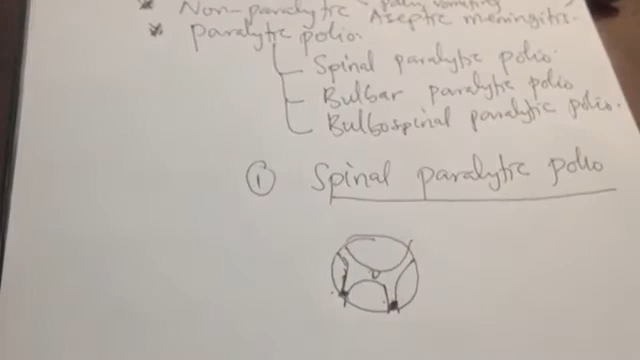 * Non-paralytic Aseptic meningitis.
* Paralytic polio.
Spinal paralytic polio.
Bulbar paralytic polio
Bulbospinal paralytic polio.
① Spinal paralytic polio